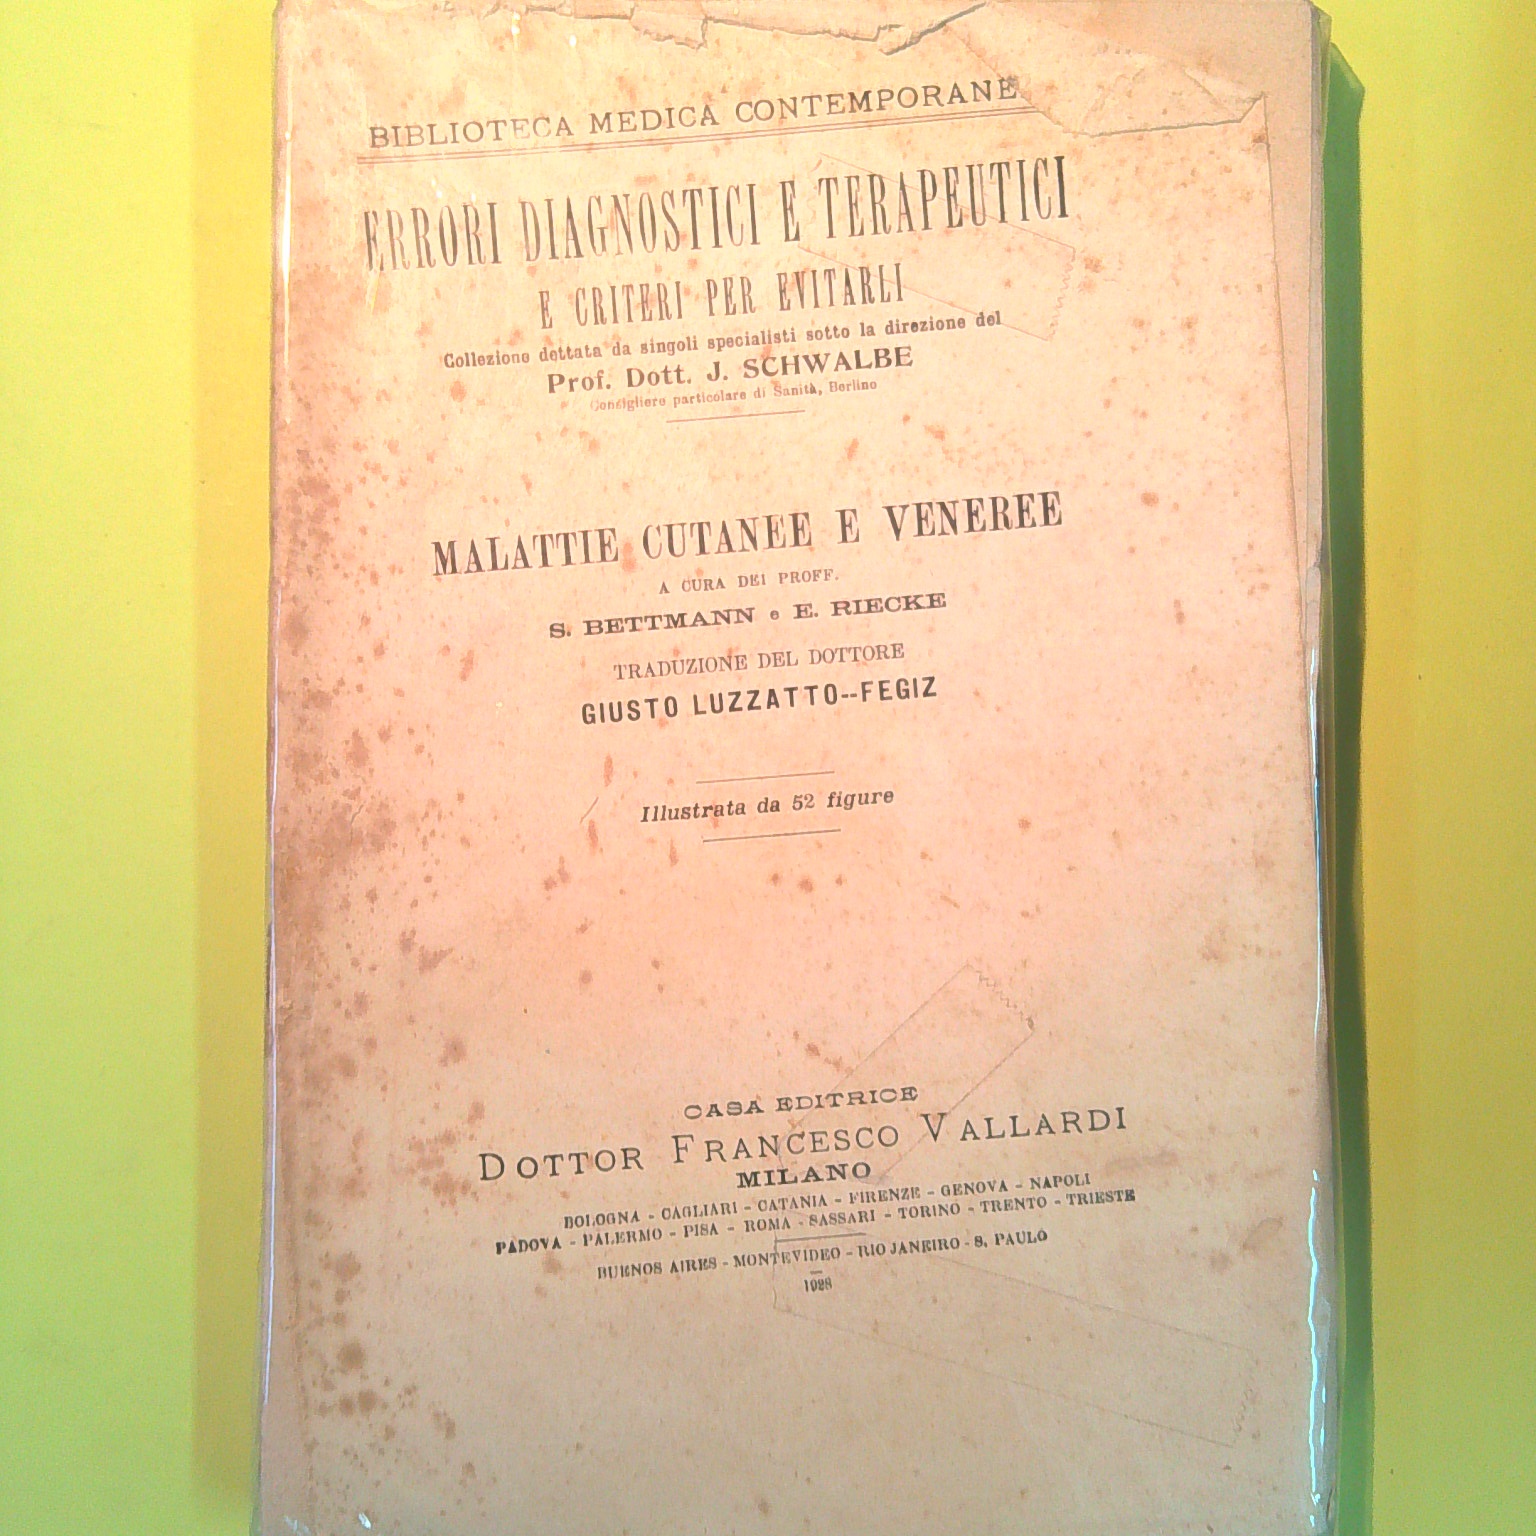 BIBLIOTECA MEDICA CONTEMPORANE
ERRORI DIAGNOSTICI E TERAPEUTICI
E CRITERI PER EVITARLI
Collezione dettata da singoli specialisti sotto la direzione del
Prof. Dott. J. SCHWALBE
Consigliere particolare di Sanità, Berlino
MALATTIE CUTANEE E VENEREE
A CURA DEI PROFF.
S. BETTMANN e E. RIECKE
TRADUZIONE DEL DOTTORE
GIUSTO LUZZATTO--FEGIZ
Illustrata da 52 figure
CASA EDITRICE
DOTTOR FRANCESCO VALLARDI
MILANO
BOLOGNA - CAGLIARI - CATANIA - FIRENZE - GENOVA - NAPOLI
PADOVA - PALERMO - PISA - ROMA - SASSARI - TORINO - TRENTO - TRIESTE
BUENOS AIRES - MONTEVIDEO - RIO JANEIRO - S. PAULO
1928